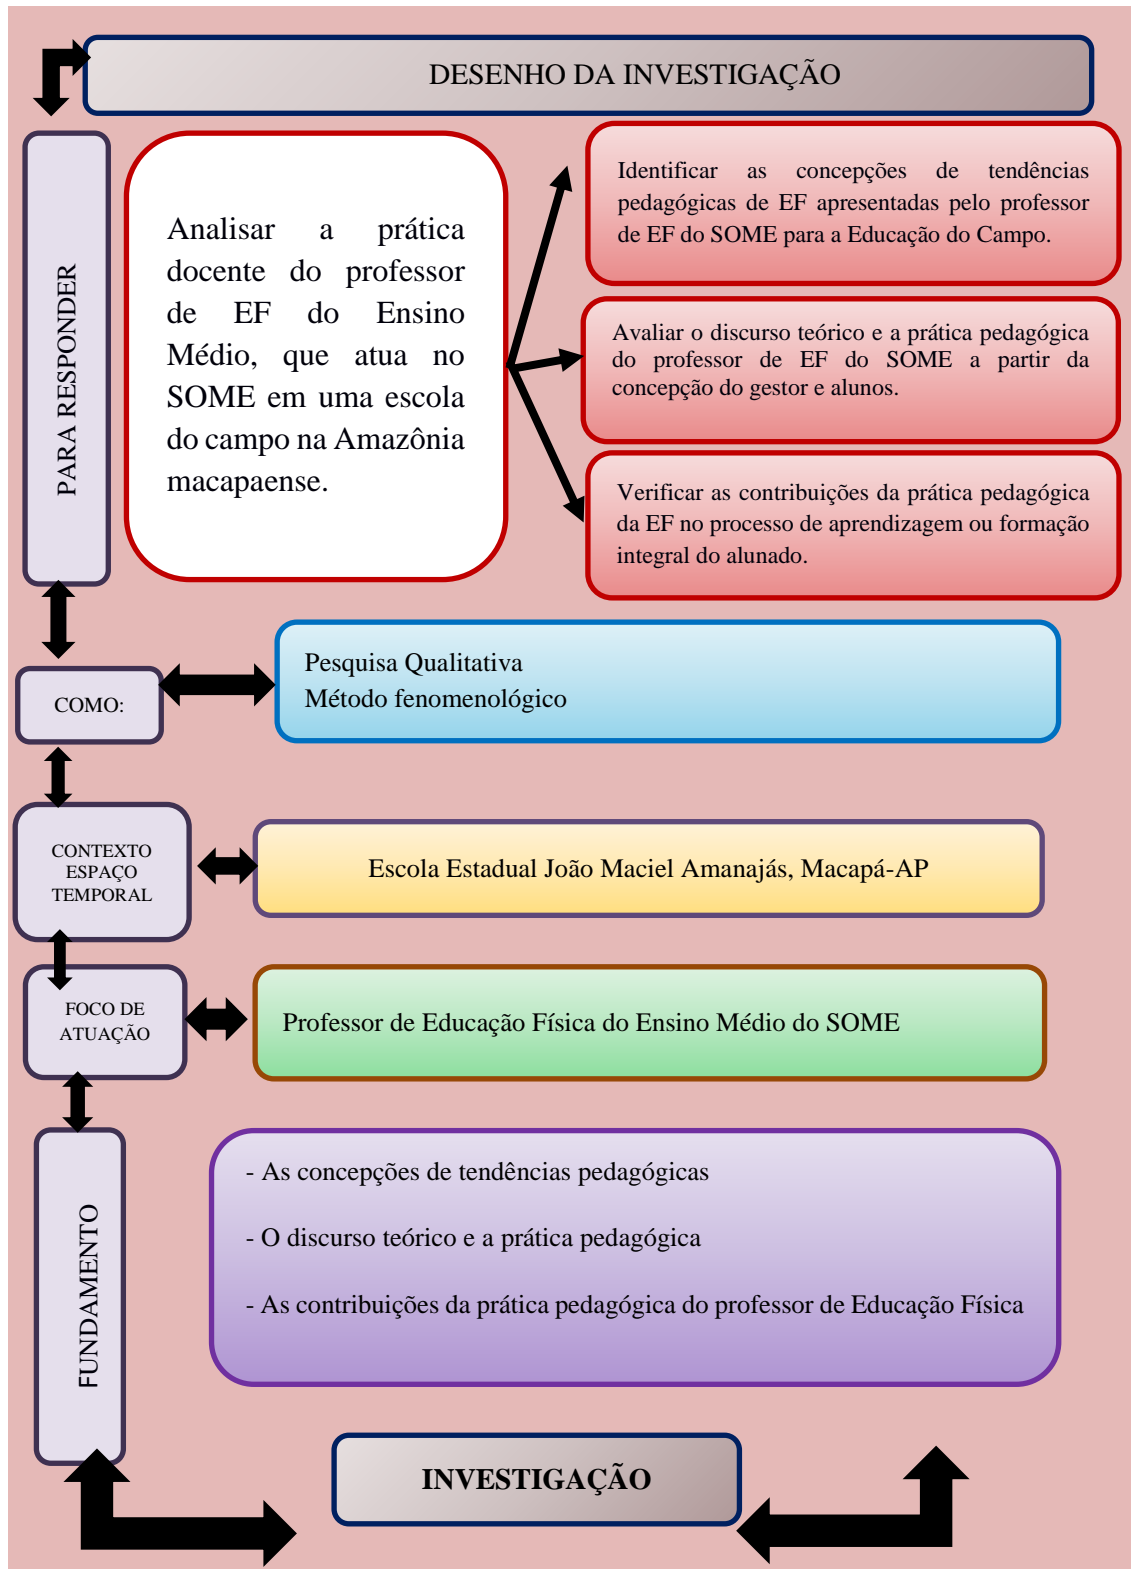 DESENHO DA INVESTIGAÇÃO
PARA RESPONDER
Analisar a prática
docente do professor
de EF do Ensino
Médio, que atua no
SOME em uma escola
do campo na Amazônia
macapaense.
Identificar as concepções de tendências
pedagógicas de EF apresentadas pelo professor
de EF do SOME para a Educação do Campo.
Avaliar o discurso teórico e a prática pedagógica
do professor de EF do SOME a partir da
concepção do gestor e alunos.
Verificar as contribuições da prática pedagógica
da EF no processo de aprendizagem ou formação
integral do alunado.
COMO:
Pesquisa Qualitativa
Método fenomenológico
CONTEXTO
ESPAÇO
TEMPORAL
Escola Estadual João Maciel Amanajás, Macapá-AP
FOCO DE
ATUAÇÃO
Professor de Educação Física do Ensino Médio do SOME
FUNDAMENTO
- As concepções de tendências pedagógicas
- O discurso teórico e a prática pedagógica
- As contribuições da prática pedagógica do professor de Educação Física
INVESTIGAÇÃO